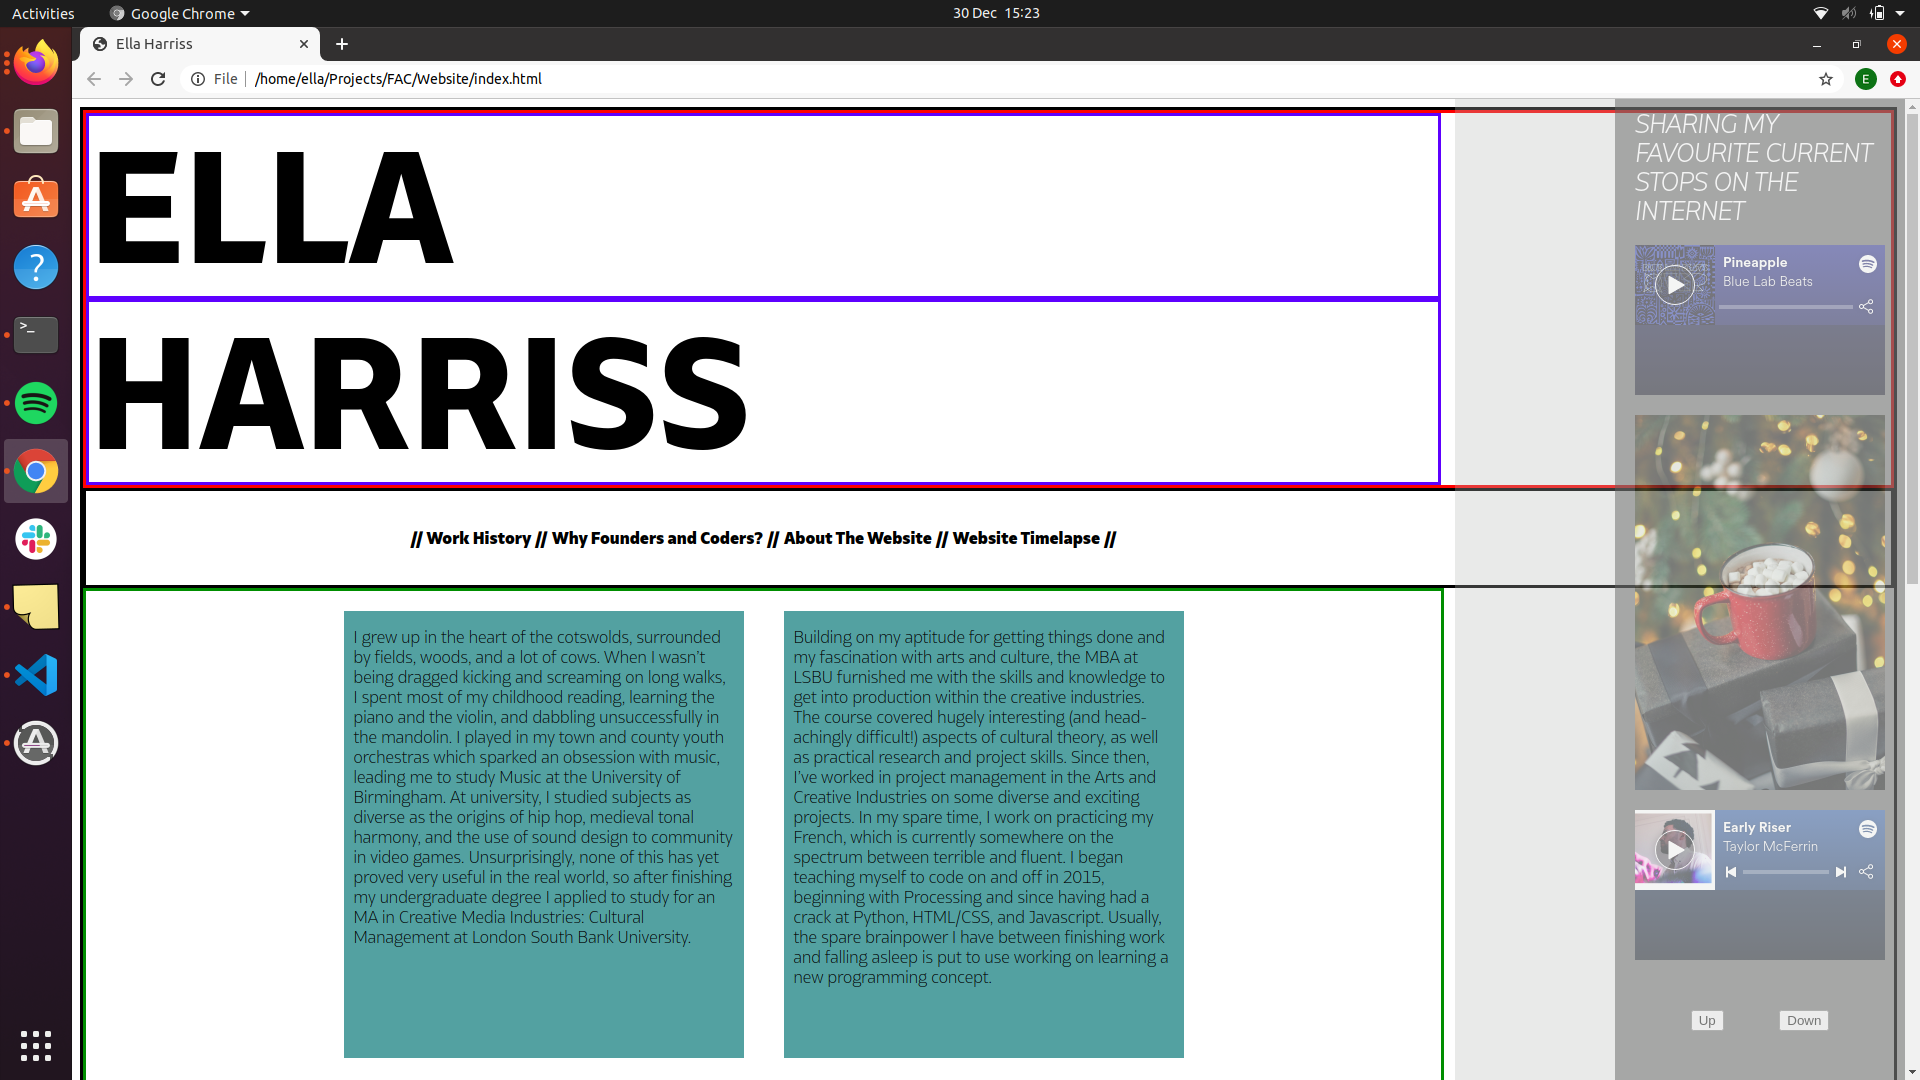 Activities
Google Chrome
30 Dec 15:23
Ella Harriss
File
/home/ella/Projects/FAC/Website/index.html
E
ELLA
HARRISS
// Work History // Why Founders and Coders? // About The Website // Website Timelapse //
I grew up in the heart of the cotswolds, surrounded
by fields, woods, and a lot of cows. When I wasn't
being dragged kicking and screaming on long walks,
I spent most of my childhood reading, learning the
piano and the violin, and dabbling unsuccessfully in
the mandolin. I played in my town and county youth
orchestras which sparked an obsession with music,
leading me to study Music at the University of
Birmingham. At university, I studied subjects as
diverse as the origins of hip hop, medieval tonal
harmony, and the use of sound design to community
in video games. Unsurprisingly, none of this has yet
proved very useful in the real world, so after finishing
my undergraduate degree I applied to study for an
MA in Creative Media Industries: Cultural
Management at London South Bank University.
Building on my aptitude for getting things done and
my fascination with arts and culture, the MBA at
LSBU furnished me with the skills and knowledge to
get into production within the creative industries.
The course covered hugely interesting (and head-
achingly difficult!) aspects of cultural theory, as well
as practical research and project skills. Since then,
I've worked in project management in the Arts and
Creative Industries on some diverse and exciting
projects. In my spare time, I work on practicing my
French, which is currently somewhere on the
spectrum between terrible and fluent. I began
teaching myself to code on and off in 2015,
beginning with Processing and since having had a
crack at Python, HTML/CSS, and Javascript. Usually,
the spare brainpower I have between finishing work
and falling asleep is put to use working on learning a
new programming concept.
SHARING MY
FAVOURITE CURRENT
STOPS ON THE
INTERNET
Pineapple
Blue Lab Beats
Early Riser
Taylor McFerrin
Up
Down